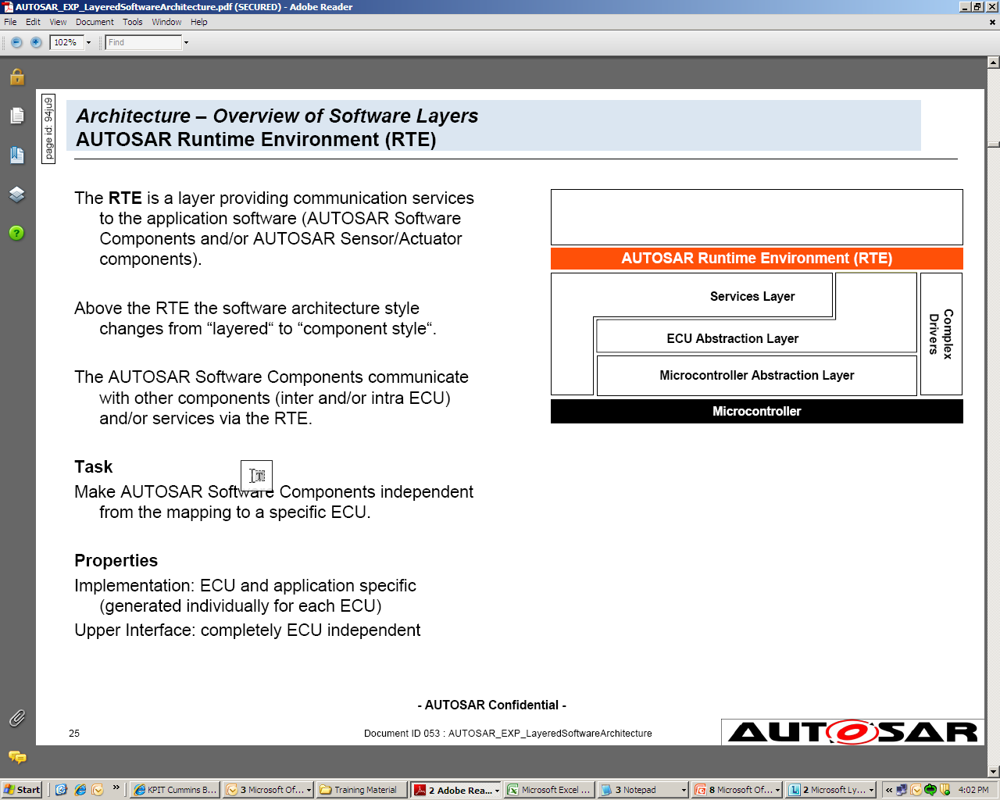 AUTOSAR_EXP_LayeredSoftwareArchitecture.pdf (SECURED) - Adobe Reader
File Edit View Document Tools Window Help
102% Find
page id: 94jug
Architecture – Overview of Software Layers
AUTOSAR Runtime Environment (RTE)
The RTE is a layer providing communication services
to the application software (AUTOSAR Software
Components and/or AUTOSAR Sensor/Actuator
components).
Above the RTE the software architecture style
changes from “layered“ to “component style“.
The AUTOSAR Software Components communicate
with other components (inter and/or intra ECU)
and/or services via the RTE.
Task
Make AUTOSAR Software Components independent
from the mapping to a specific ECU.
Properties
Implementation: ECU and application specific
(generated individually for each ECU)
Upper Interface: completely ECU independent
AUTOSAR Runtime Environment (RTE)
Services Layer
ECU Abstraction Layer
Microcontroller Abstraction Layer
Complex
Drivers
Microcontroller
- AUTOSAR Confidential -
25
Document ID 053 : AUTOSAR_EXP_LayeredSoftwareArchitecture
AUTOSAR
Start » KPIT Cummins B... 3 Microsoft Of... Training Material 2 Adobe Rea... Microsoft Excel ... 3 Notepad 8 Microsoft Of... 2 Microsoft Ly... « 4:02 PM